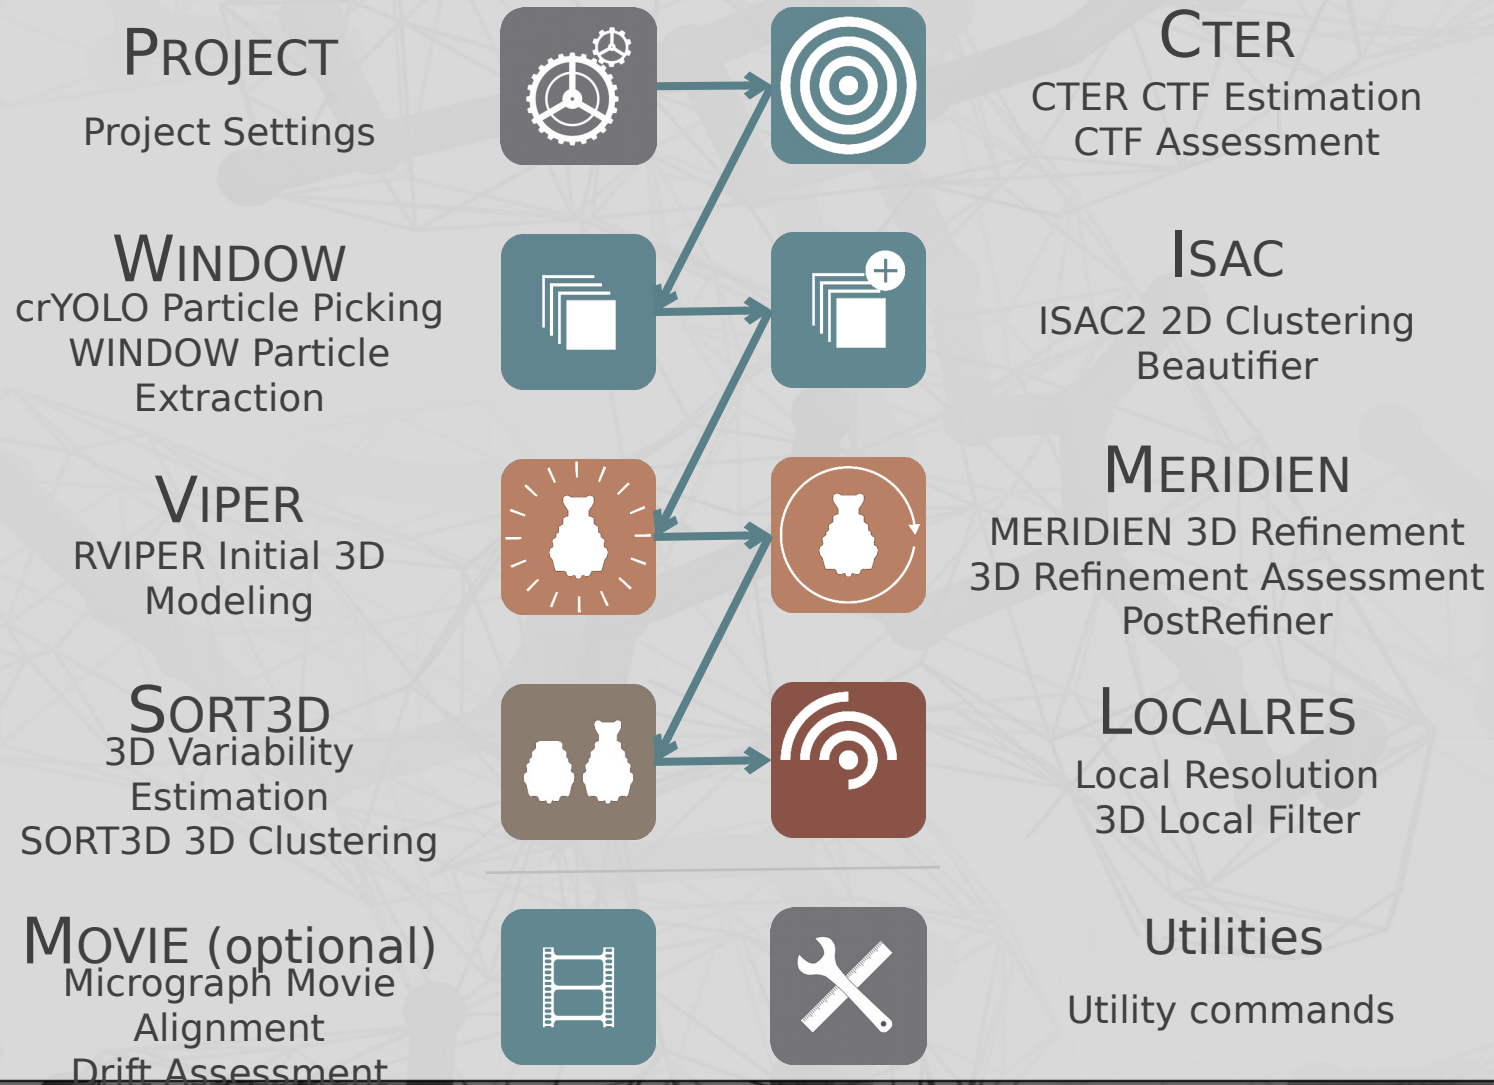 PROJECT
Project Settings
CTER
CTER CTF Estimation
CTF Assessment
WINDOW
crYOLO Particle Picking
WINDOW Particle
Extraction
ISAC
ISAC2 2D Clustering
Beautifier
VIPER
RVIPER Initial 3D
Modeling
MERIDIEN
MERIDIEN 3D Refinement
3D Refinement Assessment
PostRefiner
SORT3D
3D Variability
Estimation
SORT3D 3D Clustering
LOCALRES
Local Resolution
3D Local Filter
MOVIE (optional)
Micrograph Movie
Alignment
Drift Assessment
Utilities
Utility commands